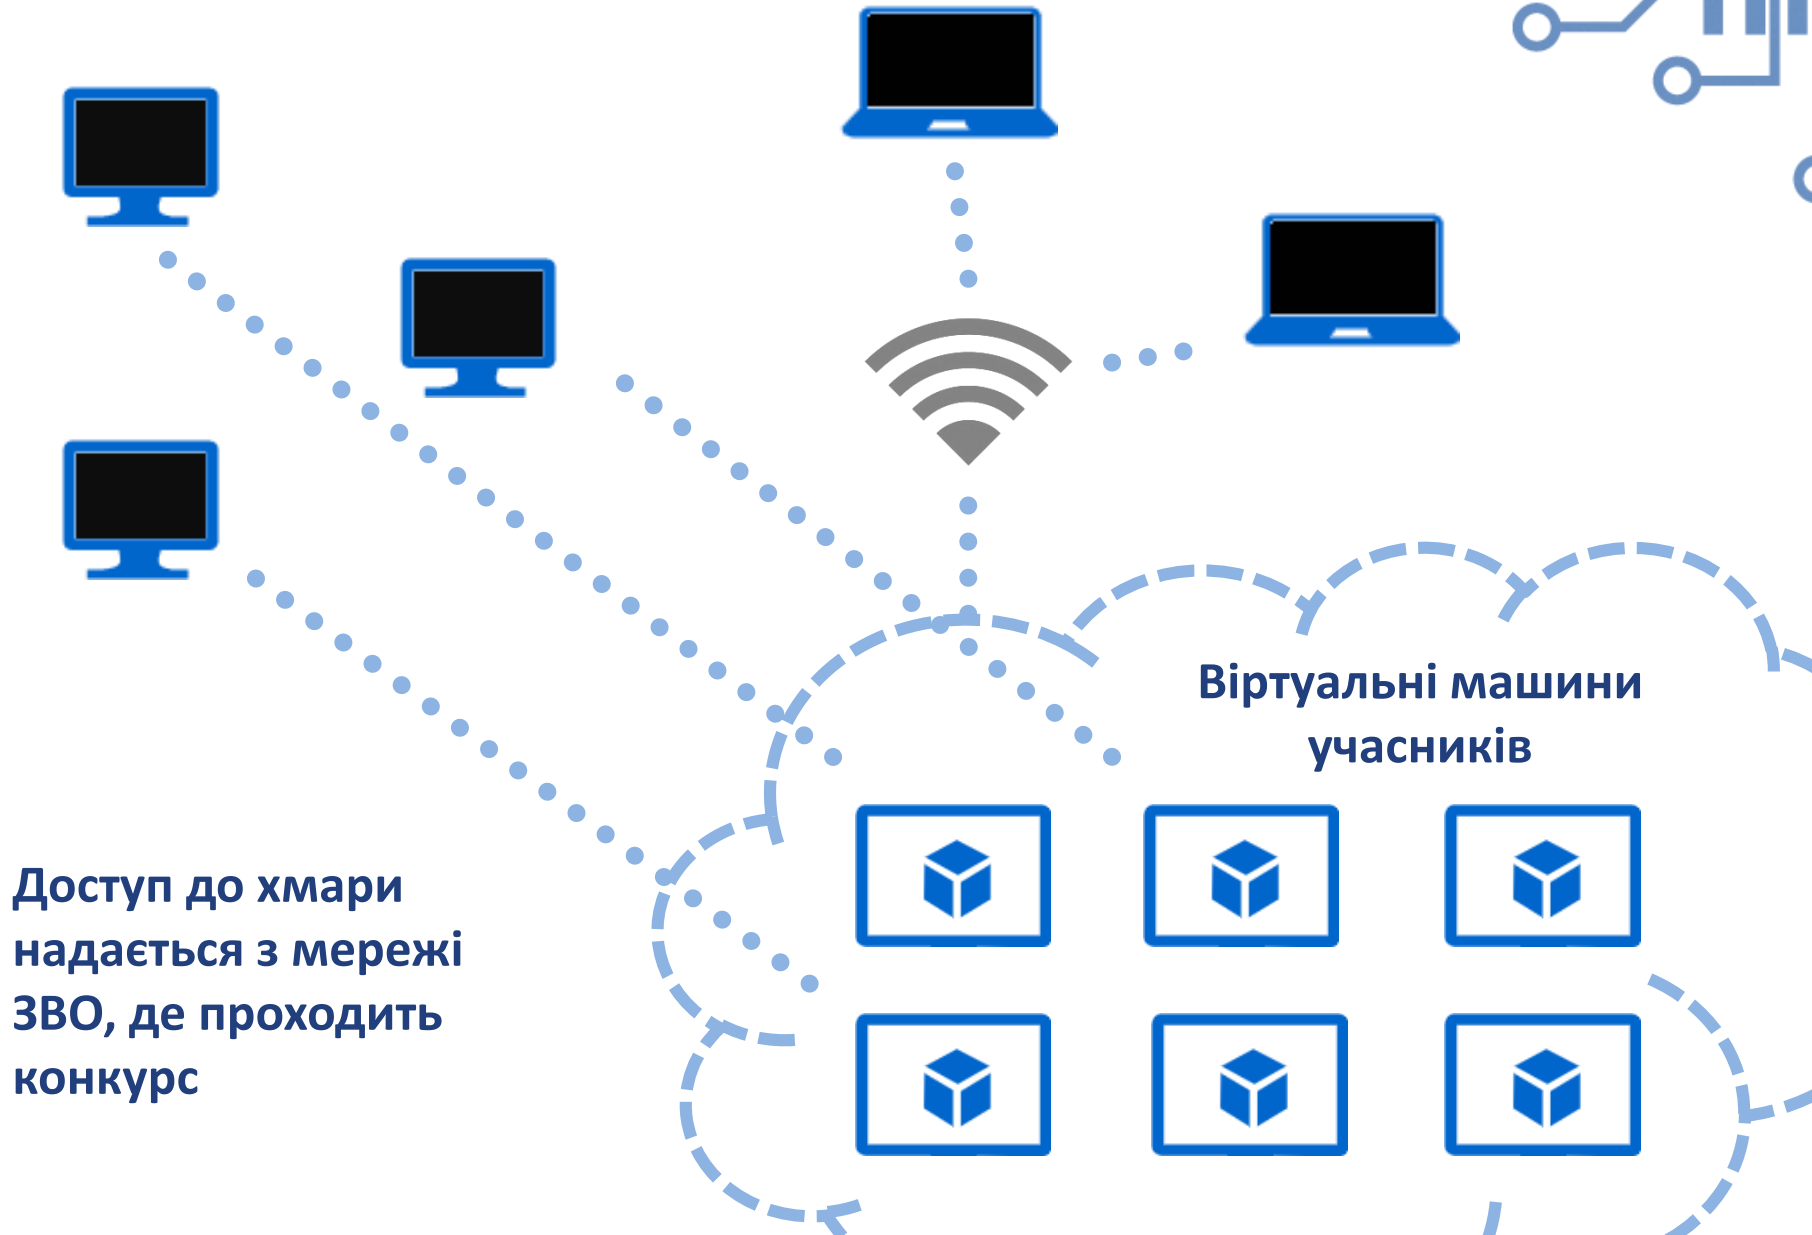 Віртуальні машини
учасників
Доступ до хмари
надається з мережі
ЗВО, де проходить
конкурс